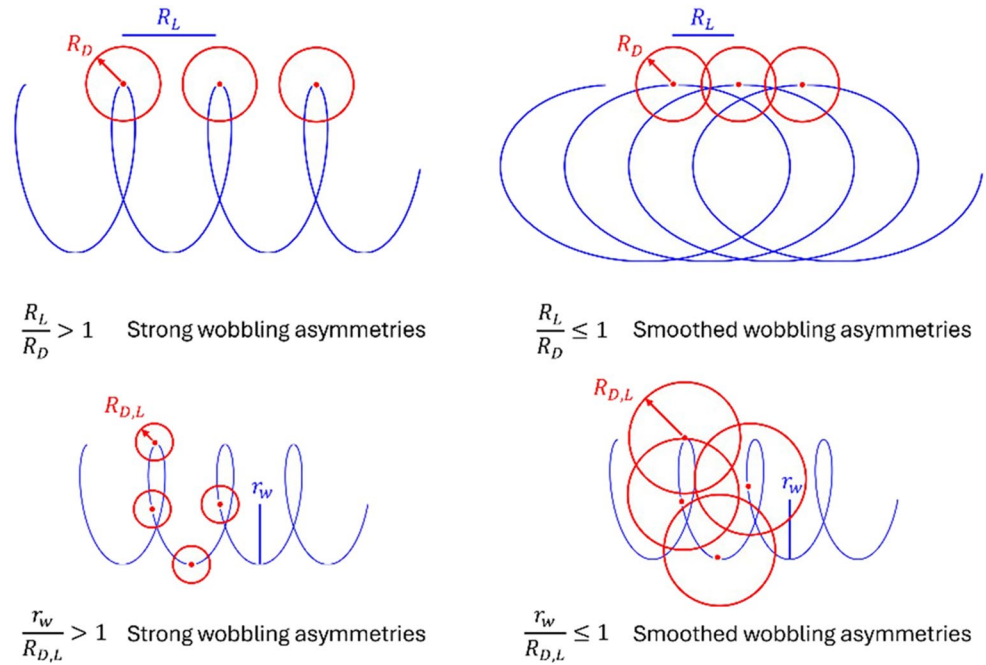 R_L
R_D
R_L
R_D
R_L/R_D > 1 Strong wobbling asymmetries
R_L/R_D ≤ 1 Smoothed wobbling asymmetries
R_{D,L}
r_w
R_{D,L}
r_w
r_w/R_{D,L} > 1 Strong wobbling asymmetries
r_w/R_{D,L} ≤ 1 Smoothed wobbling asymmetries